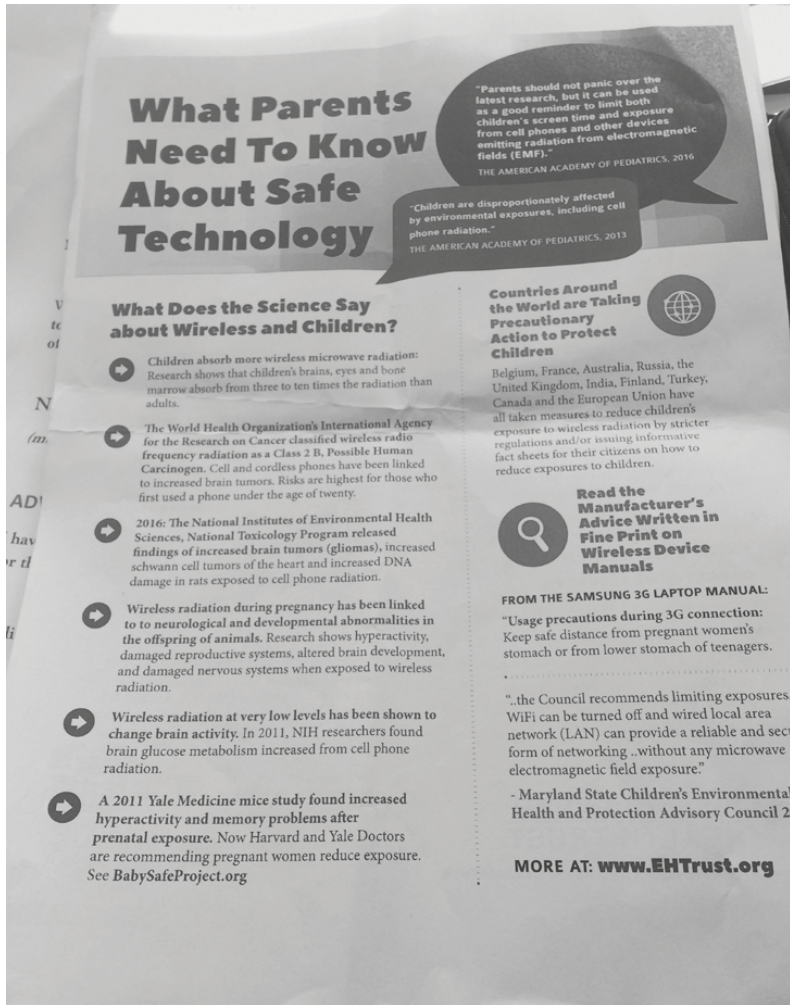 What Parents
Need To Know
About Safe
Technology
"Parents should not panic over the
latest research, but it can be used
as a good reminder to limit both
children's screen time and exposure
from cell phones and other devices
emitting radiation from electromagnetic
fields (EMF)."
THE AMERICAN ACADEMY OF PEDIATRICS, 2016
"Children are disproportionately affected
by environmental exposures, including cell
phone radiation."
THE AMERICAN ACADEMY OF PEDIATRICS, 2013
What Does the Science Say
about Wireless and Children?
Children absorb more wireless microwave radiation:
Research shows that children's brains, eyes and bone
marrow absorb from three to ten times the radiation than
adults.
The World Health Organization's International Agency
for the Research on Cancer classified wireless radio
frequency radiation as a Class 2 B, Possible Human
Carcinogen. Cell and cordless phones have been linked
to increased brain tumors. Risks are highest for those who
first used a phone under the age of twenty.
2016: The National Institutes of Environmental Health
Sciences, National Toxicology Program released
findings of increased brain tumors (gliomas), increased
schwann cell tumors of the heart and increased DNA
damage in rats exposed to cell phone radiation.
Wireless radiation during pregnancy has been linked
to to neurological and developmental abnormalities in
the offspring of animals. Research shows hyperactivity,
damaged reproductive systems, altered brain development,
and damaged nervous systems when exposed to wireless
radiation.
Wireless radiation at very low levels has been shown to
change brain activity. In 2011, NIH researchers found
brain glucose metabolism increased from cell phone
radiation.
A 2011 Yale Medicine mice study found increased
hyperactivity and memory problems after
prenatal exposure. Now Harvard and Yale Doctors
are recommending pregnant women reduce exposure.
See BabySafeProject.org
Countries Around
the World are Taking
Precautionary
Action to Protect
Children
Belgium, France, Australia, Russia, the
United Kingdom, India, Finland, Turkey,
Canada and the European Union have
all taken measures to reduce children's
exposure to wireless radiation by stricter
regulations and/or issuing informative
fact sheets for their citizens on how to
reduce exposures to children.
Read the
Manufacturer's
Advice Written in
Fine Print on
Wireless Device
Manuals
FROM THE SAMSUNG 3G LAPTOP MANUAL:
"Usage precautions during 3G connection:
Keep safe distance from pregnant women's
stomach or from lower stomach of teenagers.
"..the Council recommends limiting exposures
WiFi can be turned off and wired local area
network (LAN) can provide a reliable and sec
form of networking ..without any microwave
electromagnetic field exposure."
- Maryland State Children's Environmental
Health and Protection Advisory Council 2
MORE AT: www.EHTrust.org